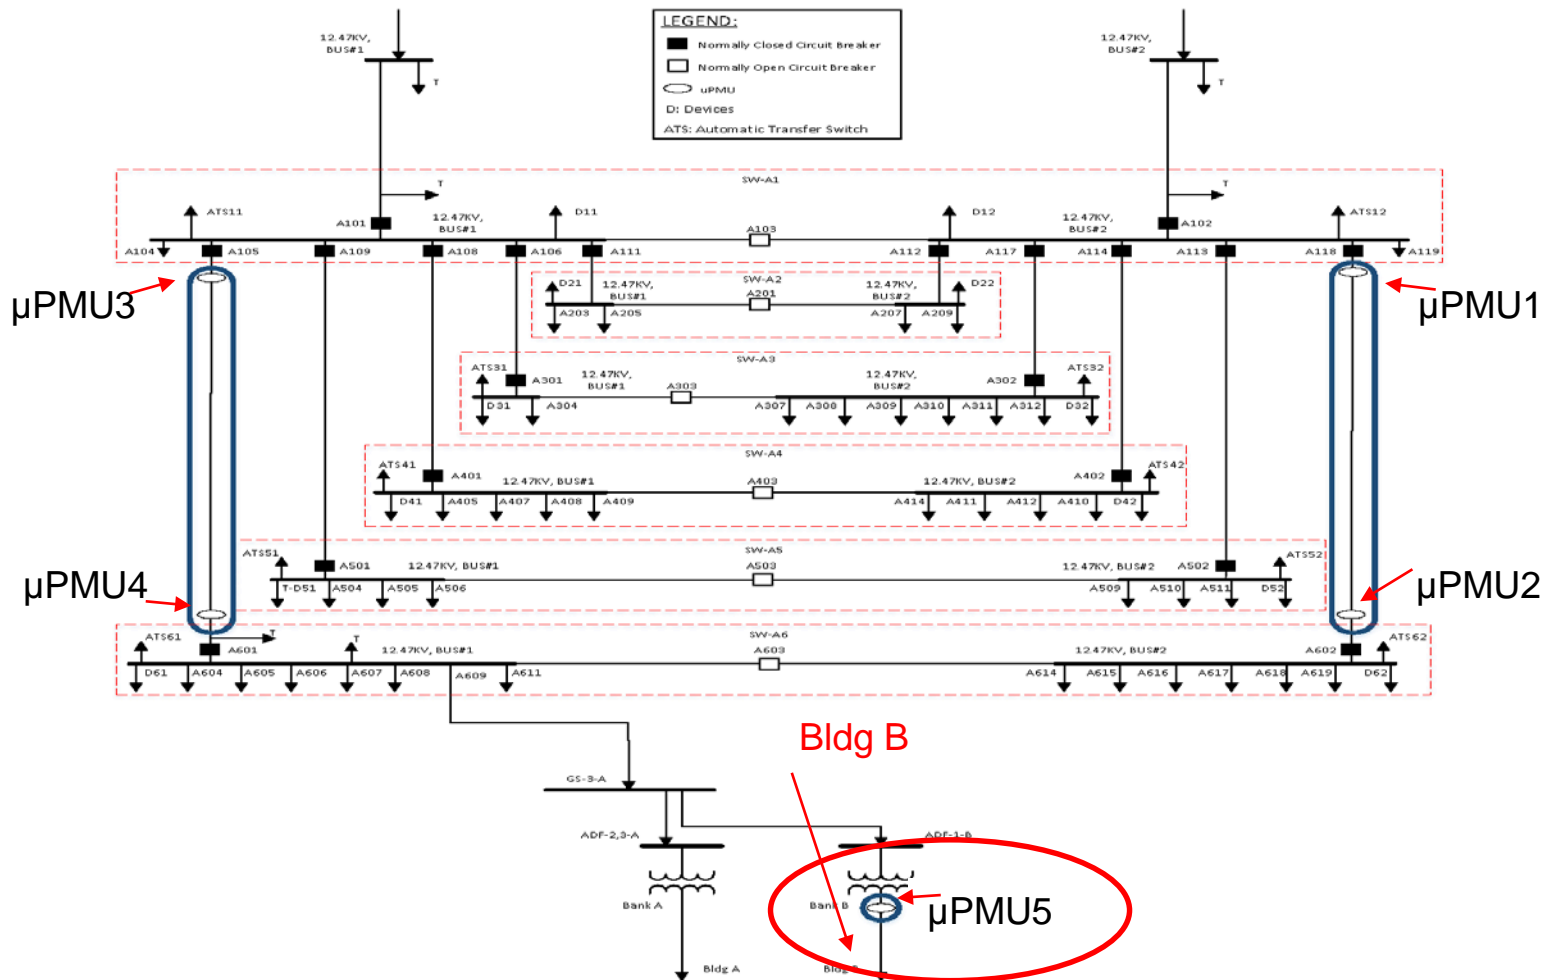 12.47KV,
BUS#1
T
LEGEND:
Normally Closed Circuit Breaker
Normally Open Circuit Breaker
uPMU
D: Devices
ATS: Automatic Transfer Switch
12.47KV,
BUS#2
T
SW-A1
T
T
ATS11
A101
12.47KV,
BUS#1
D11
A103
D12
12.47KV,
BUS#2
A102
ATS12
A104
A105
A109
A108
A106
A111
A112
A117
A114
A113
A118
A119
µPMU3
µPMU1
SW-A2
D21
12.47KV,
BUS#1
A201
12.47KV,
BUS#2
D22
A203
A205
A207
A209
SW-A3
ATS31
A301
12.47KV,
BUS#1
A303
12.47KV,
BUS#2
A302
ATS32
D31
A304
A307
A308
A309
A310
A311
A312
D32
SW-A4
ATS41
A401
12.47KV, BUS#1
A403
12.47KV, BUS#2
A402
ATS42
D41
A405
A407
A408
A409
A414
A411
A412
A410
D42
SW-A5
ATS51
A501
12.47KV, BUS#1
A503
12.47KV, BUS#2
A502
ATS52
T-D51
A504
A505
A506
A509
A510
A511
D52
µPMU4
µPMU2
SW-A6
ATS61
A601
T
T
12.47KV, BUS#1
A603
12.47KV, BUS#2
A602
ATS62
D61
A604
A605
A606
A607
A608
A609
A611
A614
A615
A616
A617
A618
A619
D62
Bldg B
GS-3-A
ADF-2,3-A
ADF-1-B
Bank A
Bank B
µPMU5
Bldg A
Bldg